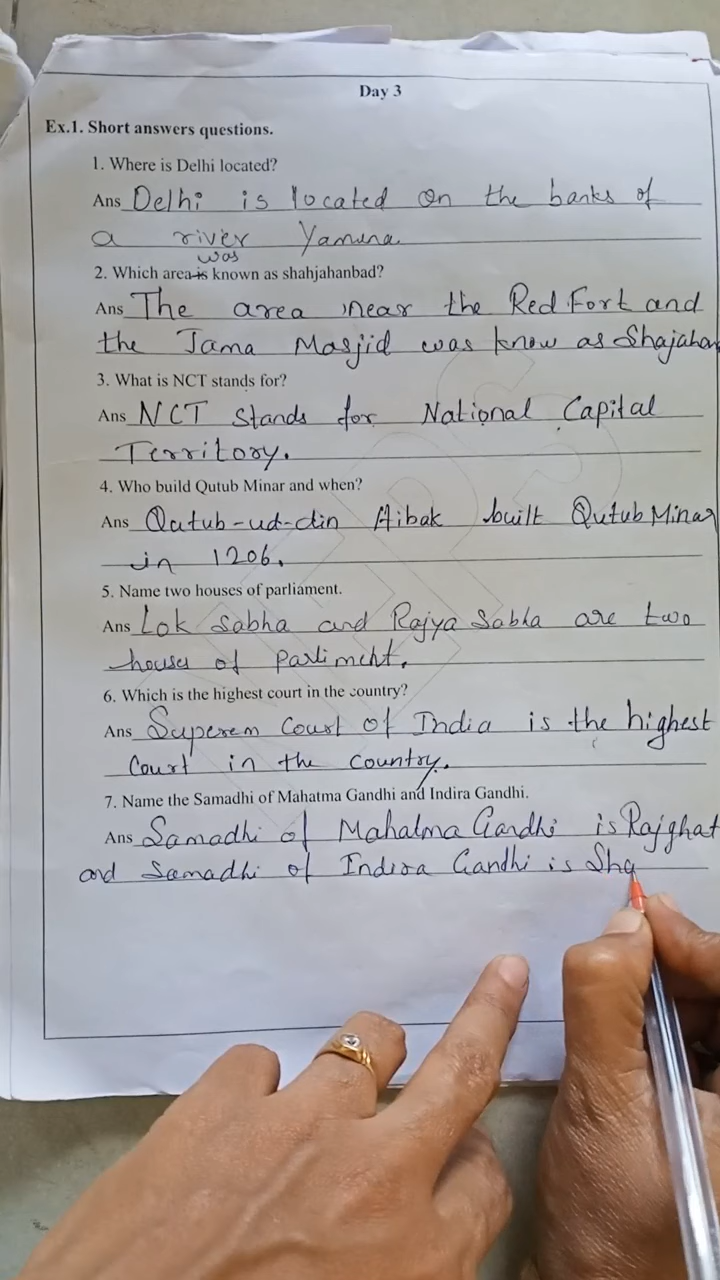 Day 3
Ex.1. Short answers questions.
1. Where is Delhi located?
Ans Delhi is located on the banks of
a river Yamuna
was
2. Which area is known as shahjahanbad?
Ans The area near the Red Fort and
the Jama Masjid was know as Shajahan
3. What is NCT stands for?
Ans NCT stands for National Capital
Territory.
4. Who build Qutub Minar and when?
Ans Qutub-ud-din Aibak built Qutub Minar
in 1206.
5. Name two houses of parliament.
Ans Lok Sabha and Rajya Sabha are two
houses of parliment.
6. Which is the highest court in the country?
Ans Superem Court of India is the highest
Court in the country.
7. Name the Samadhi of Mahatma Gandhi and Indira Gandhi.
Ans Samadhi of Mahatma Gandhi is Rajghat
and Samadhi of Indira Gandhi is Sha